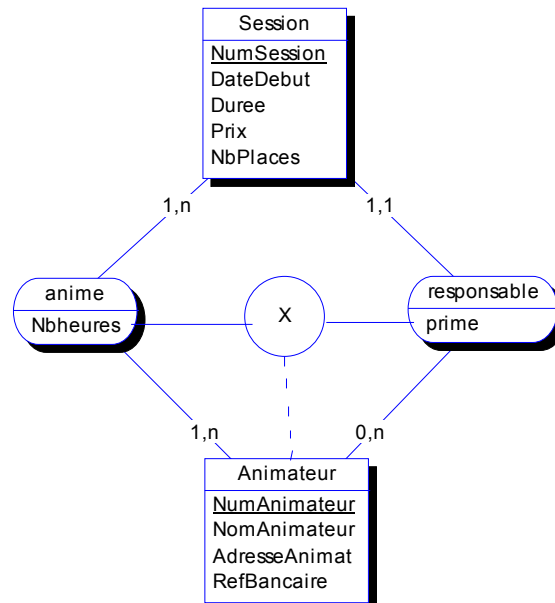 Session
NumSession
DateDebut
Duree
Prix
NbPlaces
1,n
1,1
anime
Nbheures
X
responsable
prime
1,n
0,n
Animateur
NumAnimateur
NomAnimateur
AdresseAnimat
RefBancaire